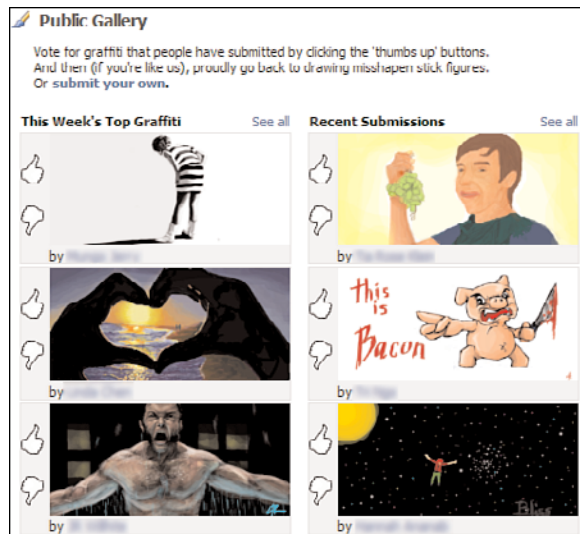 Public Gallery
Vote for graffiti that people have submitted by clicking the 'thumbs up' buttons.
And then (if you're like us), proudly go back to drawing misshapen stick figures.
Or submit your own.
This Week's Top Graffiti See all
Recent Submissions See all
by
by
by
by
this
is
Bacon
by
Bliss
by